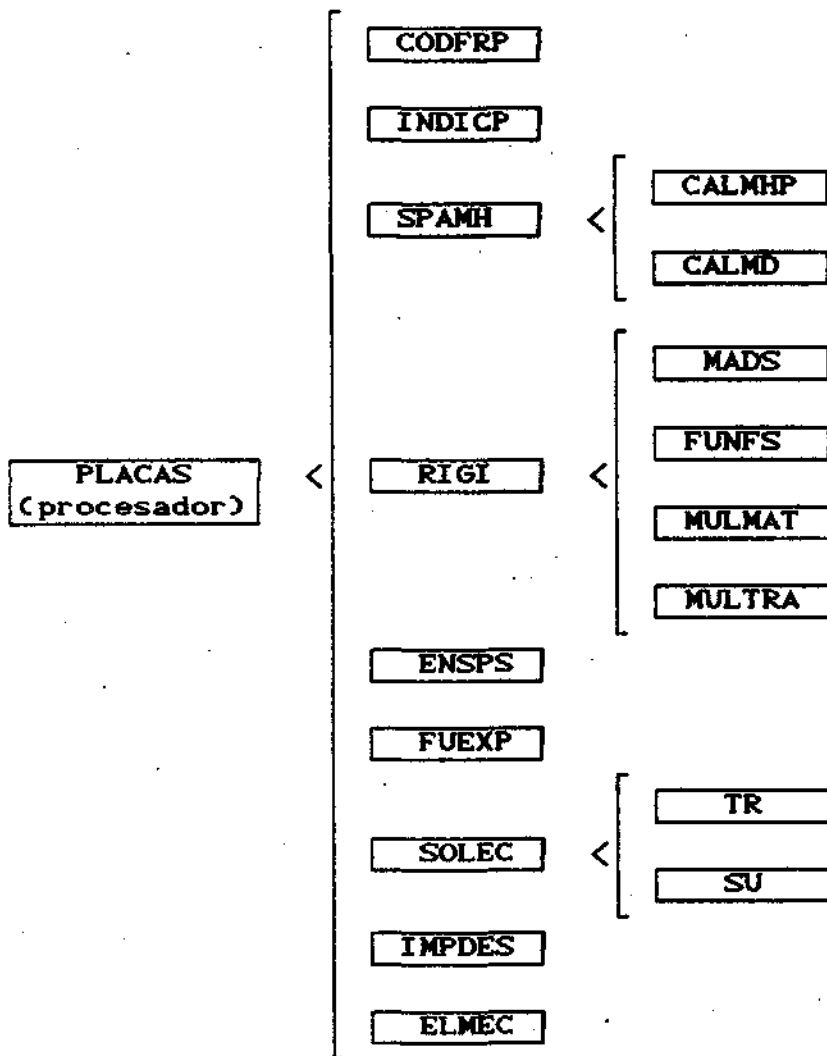 CODFRP
INDICP
SPAMH
CALMHP
CALMD
MADS
FUNFS
PLACAS
(procesador)
RIGI
MULMAT
MULTRA
ENSPS
FUEXP
TR
SOLEC
SU
IMPDES
ELMEC